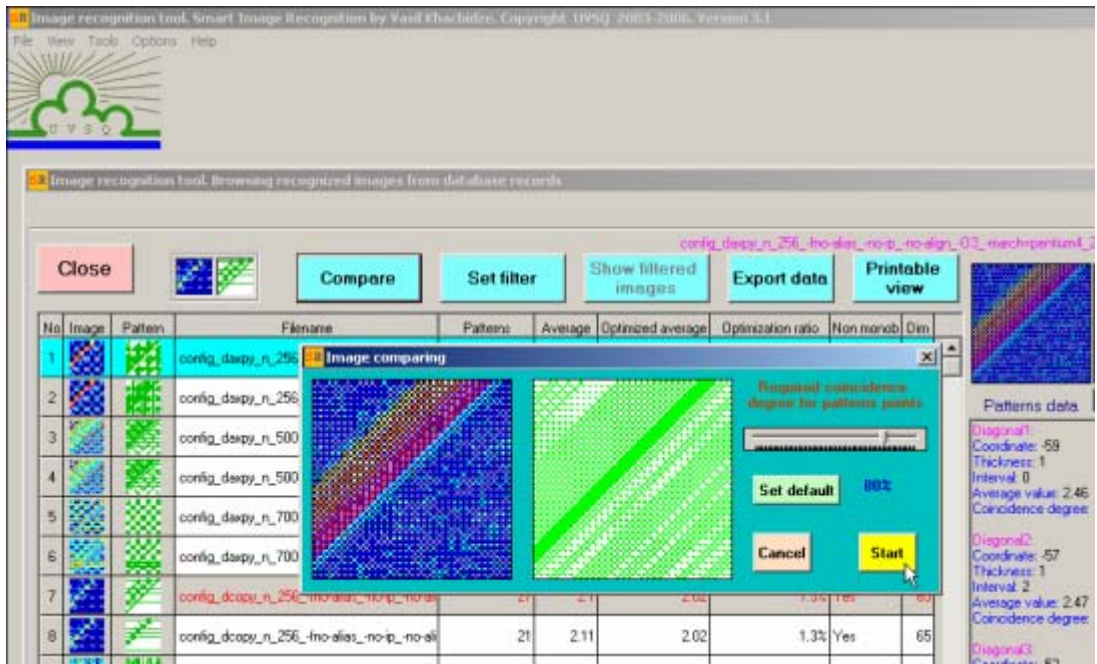 Image recognition tool. Smart Image Recognition by Vasif Khachidze. Copyright UVSQ 2003-2006. Version 3.1
File View Tools Options Help
U V S Q
Image recognition tool. Browsing recognized images from database records
config_daxpy_n_256_-fno-alias_-no-ip_-no-align_-O3_-march=pentium4_2
Close
Compare
Set filter
Show filtered images
Export data
Printable view
No Image Pattern Filename Patterns Average Optimized average Optimization ratio Non monob Dim
1 config_daxpy_n_256
2 config_daxpy_n_256
3 config_daxpy_n_500
4 config_daxpy_n_500
5 config_daxpy_n_700
6 config_daxpy_n_700
7 config_dcopy_n_256_-fno-alias_-no-ip_-no-ali
8 config_dcopy_n_256_-fno-alias_-no-ip_-no-ali 21 2.11 2.02 1.3% Yes 65
Image comparing
Required coincidence
degree for patterns points
Set default 80%
Cancel Start
Patterns data
Diagonal1:
Coordinate: -59
Thickness: 1
Interval: 0
Average value: 2.46
Coincidence degree:
Diagonal2:
Coordinate: -57
Thickness: 1
Interval: 2
Average value: 2.47
Coincidence degree:
Diagonal3: